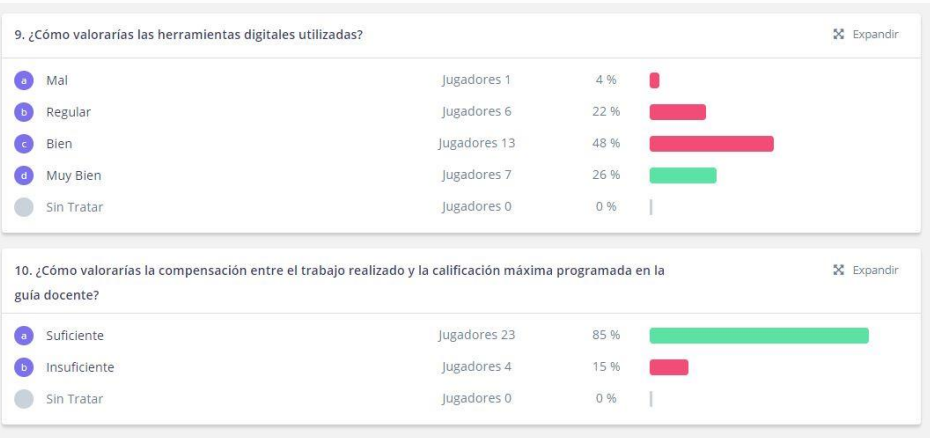 9. ¿Cómo valorarías las herramientas digitales utilizadas? Expandir
a Mal Jugadores 1 4 %
b Regular Jugadores 6 22 %
c Bien Jugadores 13 48 %
d Muy Bien Jugadores 7 26 %
Sin Tratar Jugadores 0 0 %
10. ¿Cómo valorarías la compensación entre el trabajo realizado y la calificación máxima programada en la Expandir
guía docente?
a Suficiente Jugadores 23 85 %
b Insuficiente Jugadores 4 15 %
Sin Tratar Jugadores 0 0 %